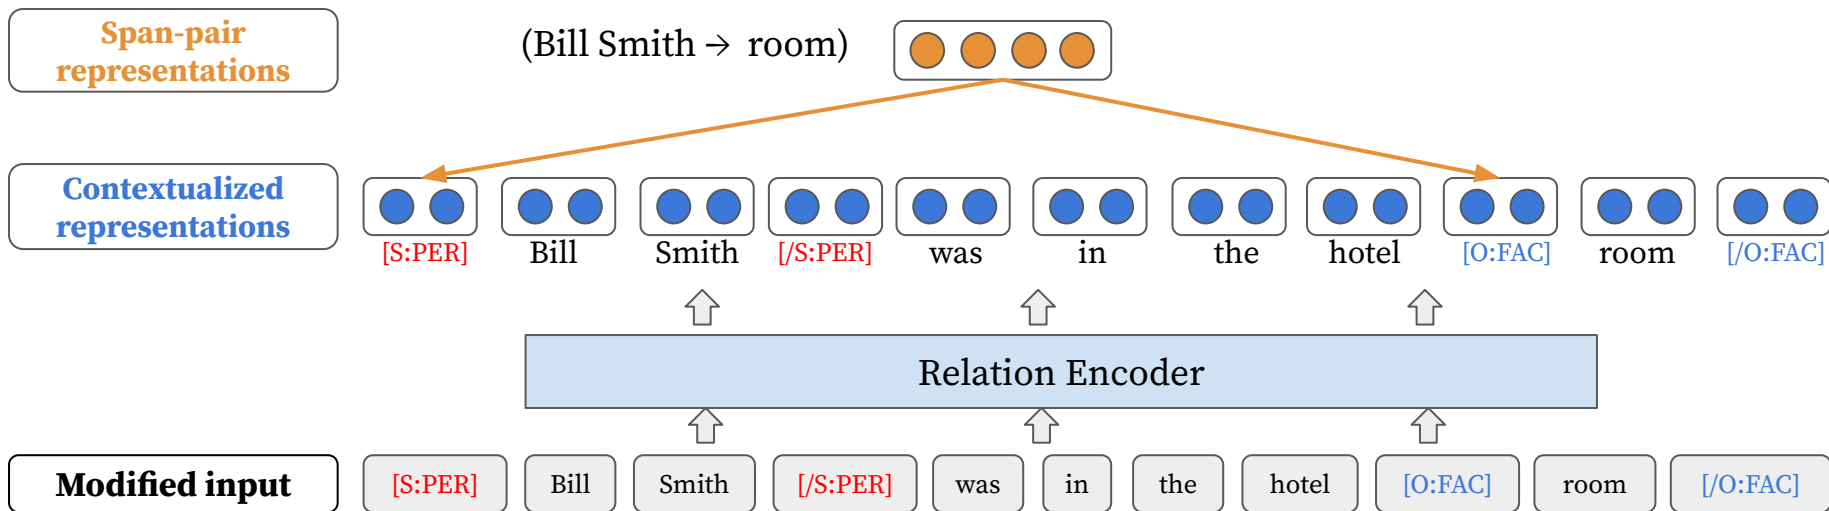 Span-pair
representations
(Bill Smith → room)
Contextualized
representations
[S:PER] Bill Smith [/S:PER] was in the hotel [O:FAC] room [/O:FAC]
Relation Encoder
Modified input
[S:PER] Bill Smith [/S:PER] was in the hotel [O:FAC] room [/O:FAC]